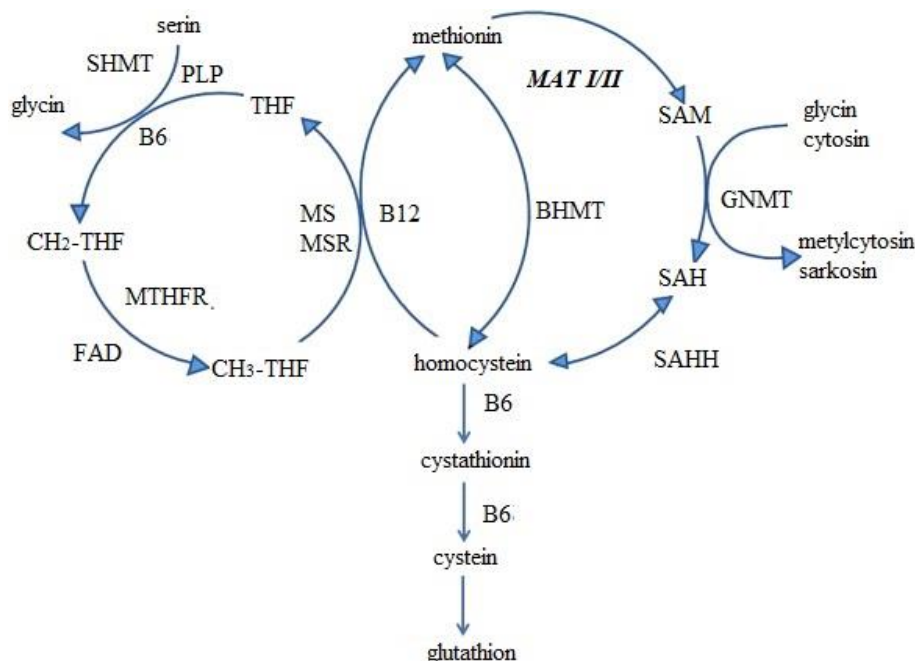 serin
methionin
SHMT
PLP
MAT I/II
glycin
THF
SAM
glycin
cytosin
B6
MS
MSR
B12
BHMT
GNMT
CH2-THF
metylcytosin
sarkosin
SAH
MTHFR
FAD
CH3-THF
homocystein
SAHH
B6
cystathionin
B6
cystein
glutathion